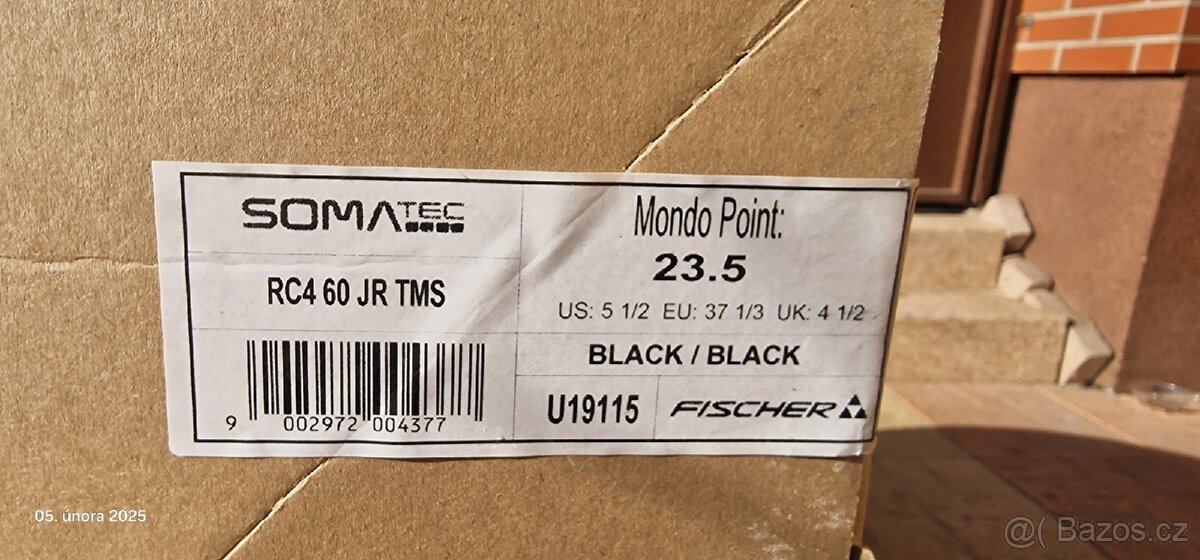 SOMATEC
RC4 60 JR TMS
9 002972 004377
Mondo Point:
23.5
US: 5 1/2 EU: 37 1/3 UK: 4 1/2
BLACK / BLACK
U19115
FISCHER
05. února 2025
@( Bazos.cz